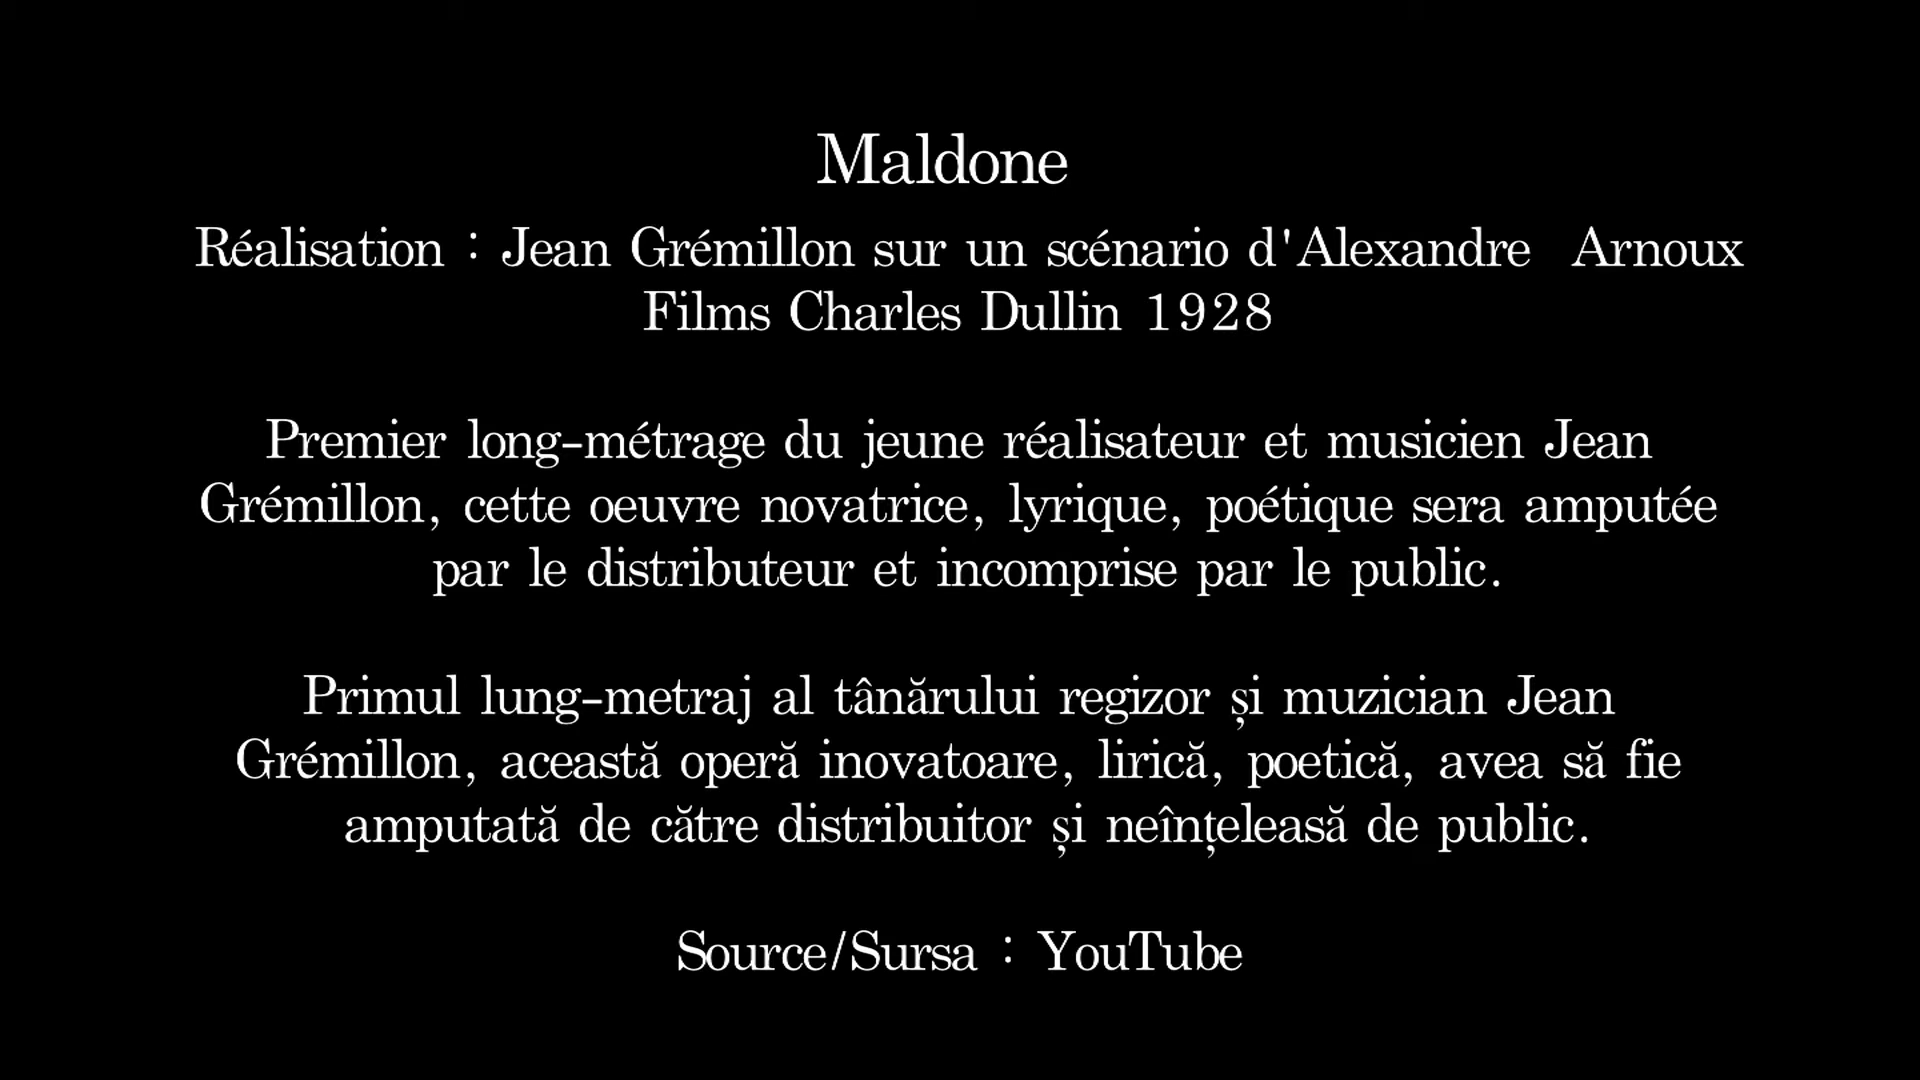 Maldone
Réalisation : Jean Grémillon sur un scénario d'Alexandre  Arnoux
Films Charles Dullin 1928
Premier long-métrage du jeune réalisateur et musicien Jean
Grémillon, cette oeuvre novatrice, lyrique, poétique sera amputée
par le distributeur et incomprise par le public.
Primul lung-metraj al tânărului regizor și muzician Jean
Grémillon, această operă inovatoare, lirică, poetică, avea să fie
amputată de către distribuitor și neînțeleasă de public.
Source/Sursa : YouTube